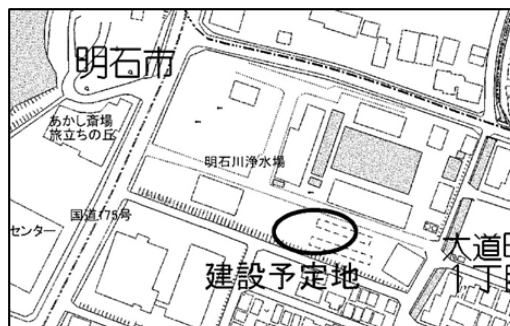 明石市
あかし斎場
旅立ちの丘
明石川浄水場
国道175号
センター
建設予定地
大道町
1丁目